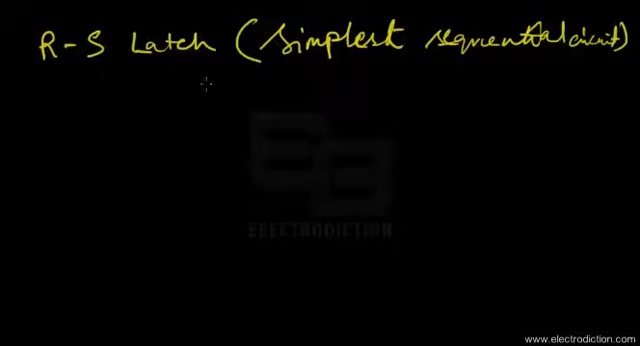 R-S Latch (Simplest sequential circuit)
ELECTRODICTION
www.electrodiction.com